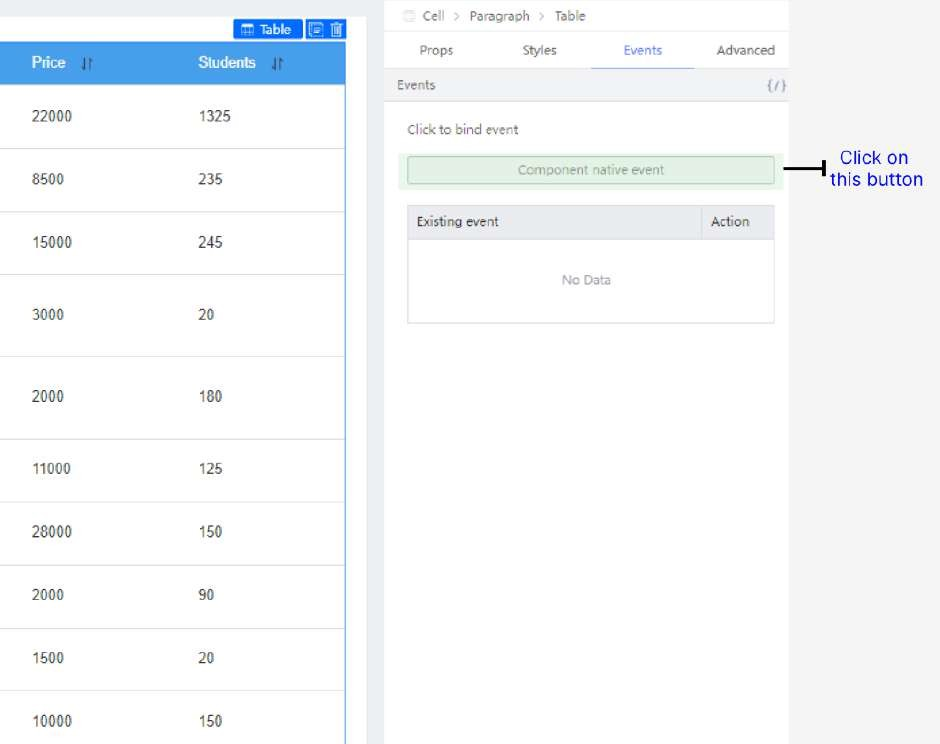 Table
Price Students
22000 1325
8500 235
15000 245
3000 20
2000 180
11000 125
28000 150
2000 90
1500 20
10000 150
Cell > Paragraph > Table
Props Styles Events Advanced
Events {/}
Click to bind event
Component native event
Existing event Action
No Data
Click on
this button